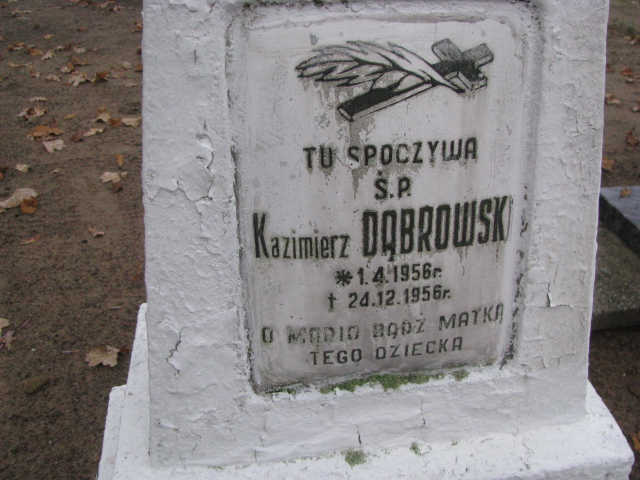 TU SPOCZYWA
Ś.P.
Kazimierz DĄBROWSKI
* 1.4.1956r.
† 24.12.1956r.
O MARIO BĄDŹ MATKĄ
TEGO DZIECKA